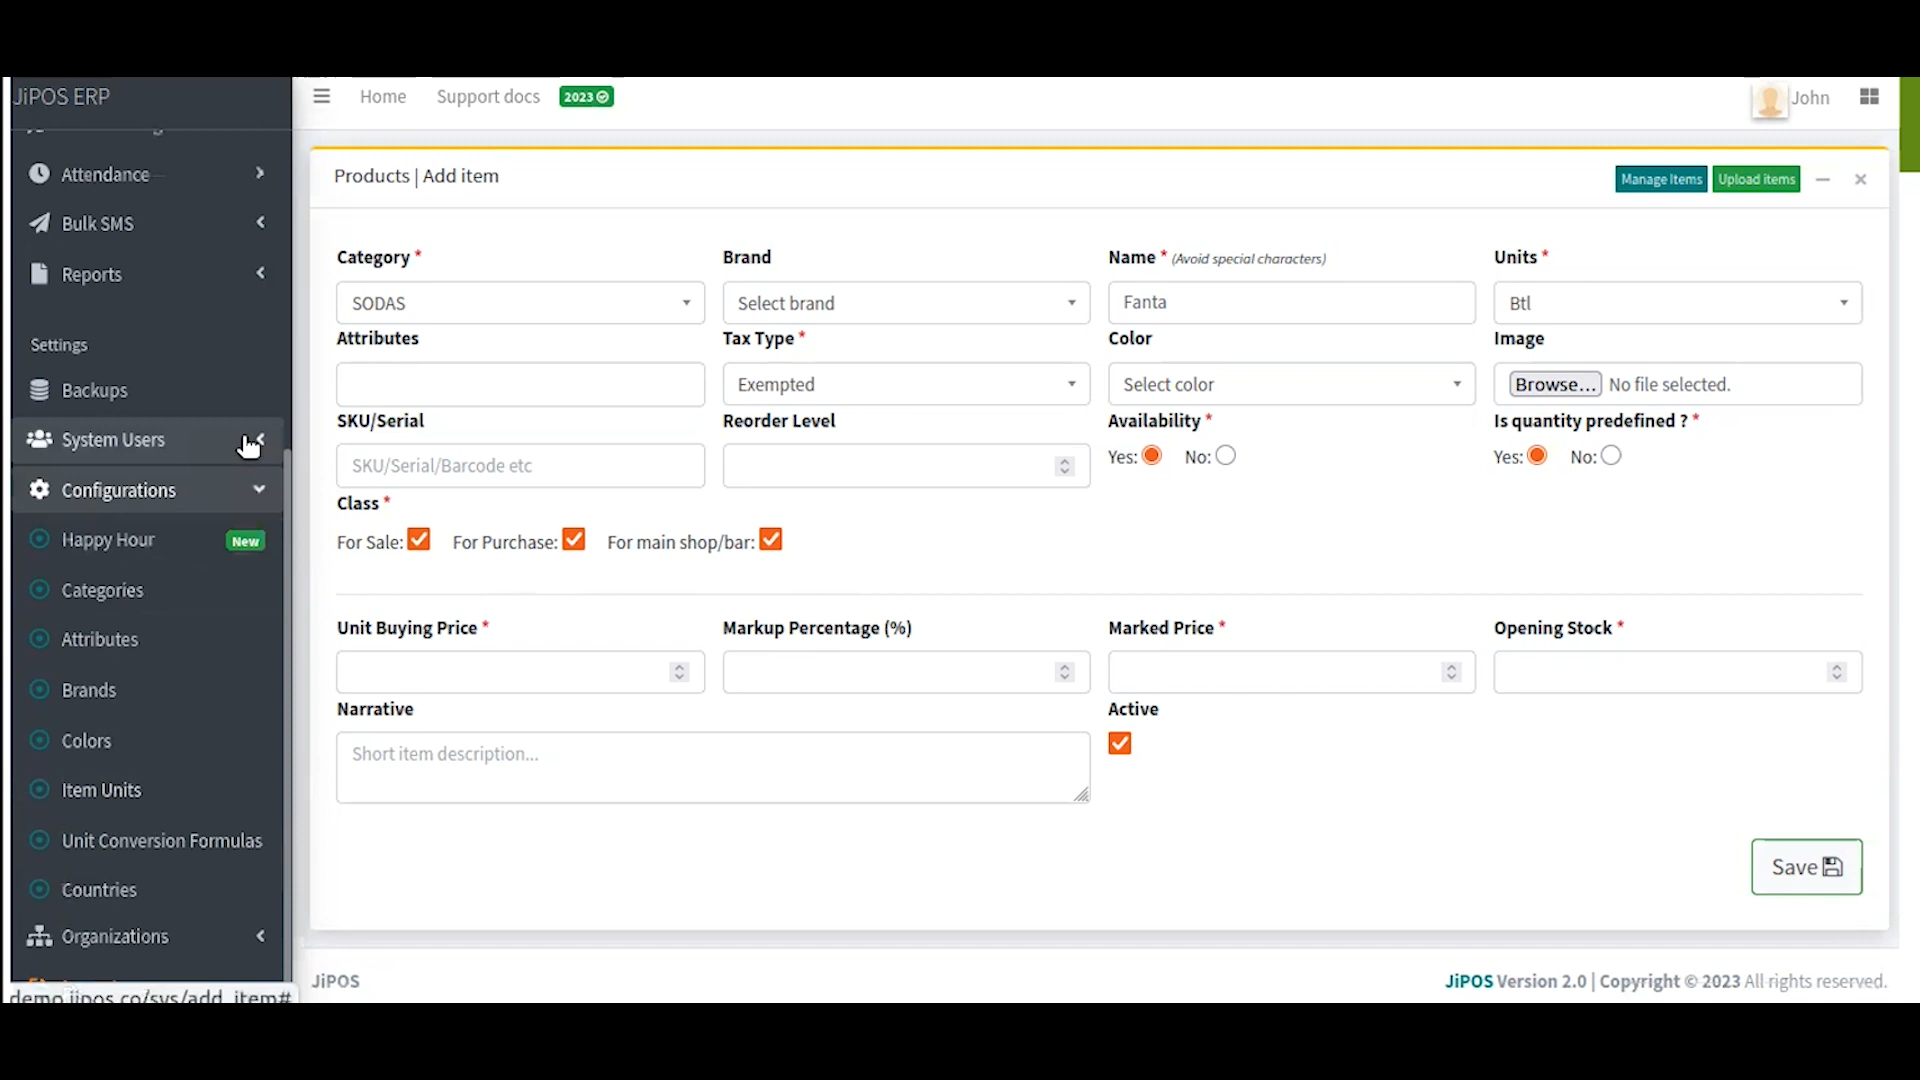 JiPOS ERP
Home
Support docs
2023
John
Attendance
Bulk SMS
Reports
Settings
Backups
System Users
Configurations
Happy Hour
New
Categories
Attributes
Brands
Colors
Item Units
Unit Conversion Formulas
Countries
Organizations
demo.jipos.co/sys/add_item#
Products | Add item
Manage Items
Upload items
Category * Brand Name * (Avoid special characters) Units *
SODAS Select brand Fanta Btl
Attributes Tax Type * Color Image
Exempted Select color Browse... No file selected.
SKU/Serial Reorder Level Availability * Is quantity predefined ? *
SKU/Serial/Barcode etc Yes: No: Yes: No:
Class *
For Sale: For Purchase: For main shop/bar:
Unit Buying Price * Markup Percentage (%) Marked Price * Opening Stock *
Narrative Active
Short item description...
Save
JiPOS
JiPOS Version 2.0 | Copyright © 2023 All rights reserved.